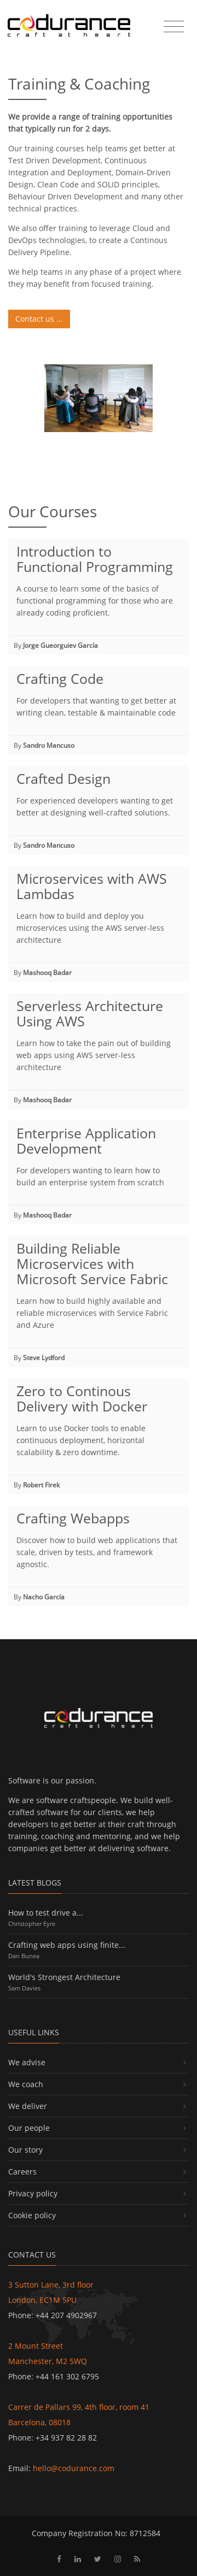 codurance
craft at heart
Training & Coaching
We provide a range of training opportunities
that typically run for 2 days.
Our training courses help teams get better at
Test Driven Development, Continuous
Integration and Deployment, Domain-Driven
Design, Clean Code and SOLID principles,
Behaviour Driven Development and many other
technical practices.
We also offer training to leverage Cloud and
DevOps technologies, to create a Continous
Delivery Pipeline.
We help teams in any phase of a project where
they may benefit from focused training.
Contact us ...
Our Courses
Introduction to
Functional Programming
A course to learn some of the basics of
functional programming for those who are
already coding proficient.
By Jorge Gueorguiev García
Crafting Code
For developers that wanting to get better at
writing clean, testable & maintainable code
By Sandro Mancuso
Crafted Design
For experienced developers wanting to get
better at designing well-crafted solutions.
By Sandro Mancuso
Microservices with AWS
Lambdas
Learn how to build and deploy you
microservices using the AWS server-less
architecture
By Mashooq Badar
Serverless Architecture
Using AWS
Learn how to take the pain out of building
web apps using AWS server-less
architecture
By Mashooq Badar
Enterprise Application
Development
For developers wanting to learn how to
build an enterprise system from scratch
By Mashooq Badar
Building Reliable
Microservices with
Microsoft Service Fabric
Learn how to build highly available and
reliable microservices with Service Fabric
and Azure
By Steve Lydford
Zero to Continous
Delivery with Docker
Learn to use Docker tools to enable
continuous deployment, horizontal
scalability & zero downtime.
By Robert Firek
Crafting Webapps
Discover how to build web applications that
scale, driven by tests, and framework
agnostic.
By Nacho García
codurance
craft at heart
Software is our passion.
We are software craftspeople. We build well-
crafted software for our clients, we help
developers to get better at their craft through
training, coaching and mentoring, and we help
companies get better at delivering software.
LATEST BLOGS
How to test drive a...
Christopher Eyre
Crafting web apps using finite...
Dan Bunea
World's Strongest Architecture
Sam Davies
USEFUL LINKS
We advise
We coach
We deliver
Our people
Our story
Careers
Privacy policy
Cookie policy
CONTACT US
3 Sutton Lane, 3rd floor
London, EC1M 5PU
Phone: +44 207 4902967
2 Mount Street
Manchester, M2 5WQ
Phone: +44 161 302 6795
Carrer de Pallars 99, 4th floor, room 41
Barcelona, 08018
Phone: +34 937 82 28 82
Email: hello@codurance.com
Company Registration No: 8712584